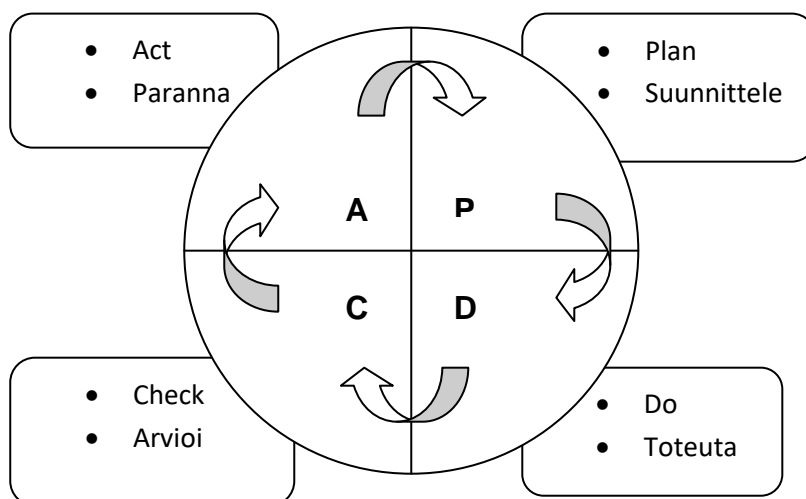 • Act
• Paranna
• Plan
• Suunnittele
A
P
C
D
• Check
• Arvioi
• Do
• Toteuta